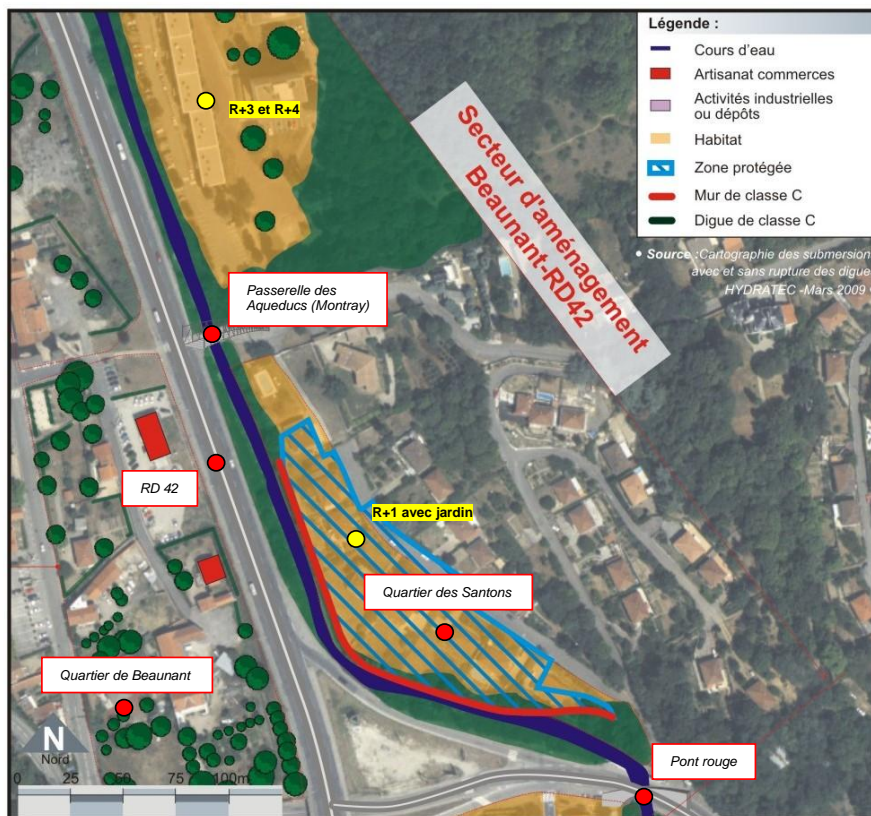 Légende :
Cours d'eau
Artisanat commerces
Activités industrielles
ou dépôts
Habitat
Zone protégée
Mur de classe C
Digue de classe C
• Source :Cartographie des submersion
avec et sans rupture des digue
HYDRATEC -Mars 2009
R+3 et R+4
Secteur d'aménagement
Beaunant-RD42
Passerelle des
Aqueducs (Montray)
RD 42
R+1 avec jardin
Quartier des Santons
Quartier de Beaunant
Pont rouge
N
Nord
0 25 50 75 100m